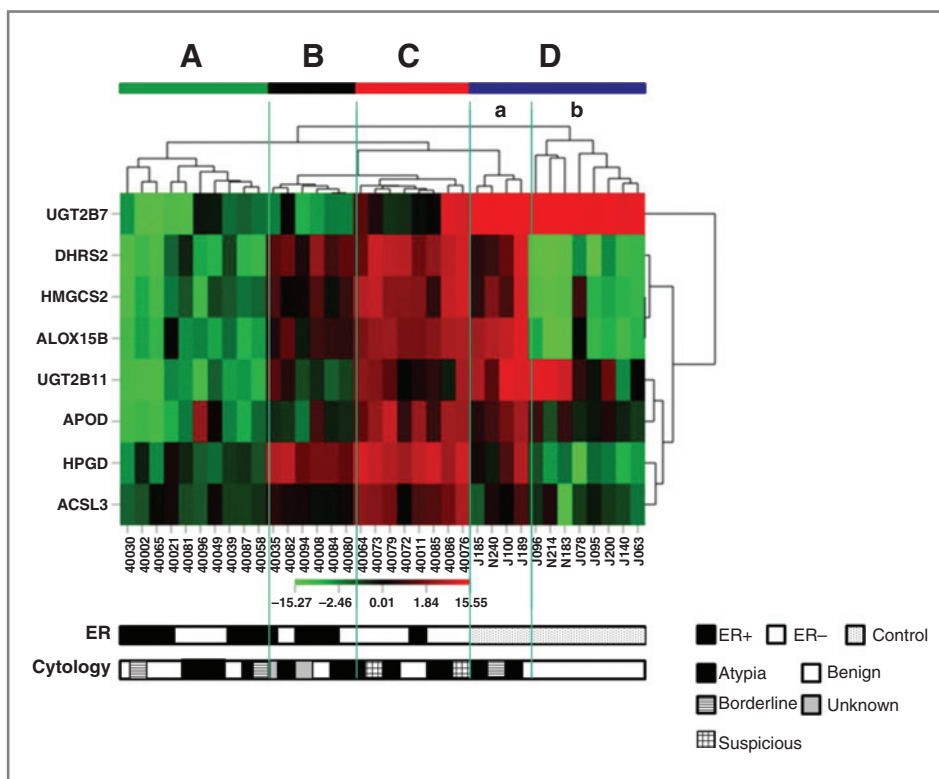 A B C D
a b
UGT2B7
DHRS2
HMGCS2
ALOX15B
UGT2B11
APOD
HPGD
ACSL3
40030 40002 40065 40021 40081 40096 40049 40039 40087 40058 40035 40082 40094 40008 40084 40080 40064 40073 40079 40072 40011 40085 40086 40076 J185 N240 J100 J189 J096 N214 N183 J078 J095 J200 J140 J063
−15.27 −2.46 0.01 1.84 15.55
ER
Cytology
ER+ ER− Control
Atypia Benign
Borderline Unknown
Suspicious